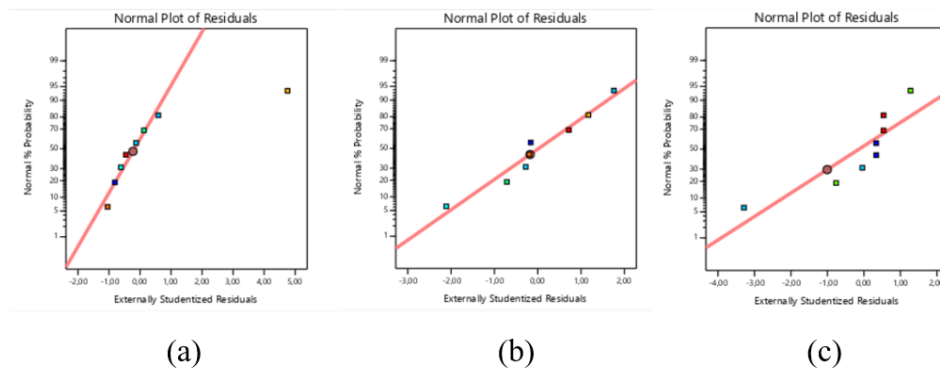 Normal Plot of Residuals
Normal % Probability
99
95
90
80
70
50
30
20
10
5
1
-2,00 -1,00 0,00 1,00 2,00 3,00 4,00 5,00
Externally Studentized Residuals
(a)
Normal Plot of Residuals
Normal % Probability
99
95
90
80
70
50
30
20
10
5
1
-3,00 -2,00 -1,00 0,00 1,00 2,00
Externally Studentized Residuals
(b)
Normal Plot of Residuals
Normal % Probability
99
95
90
80
70
50
30
20
10
5
1
-4,00 -3,00 -2,00 -1,00 0,00 1,00
Externally Studentized Residuals
(c)